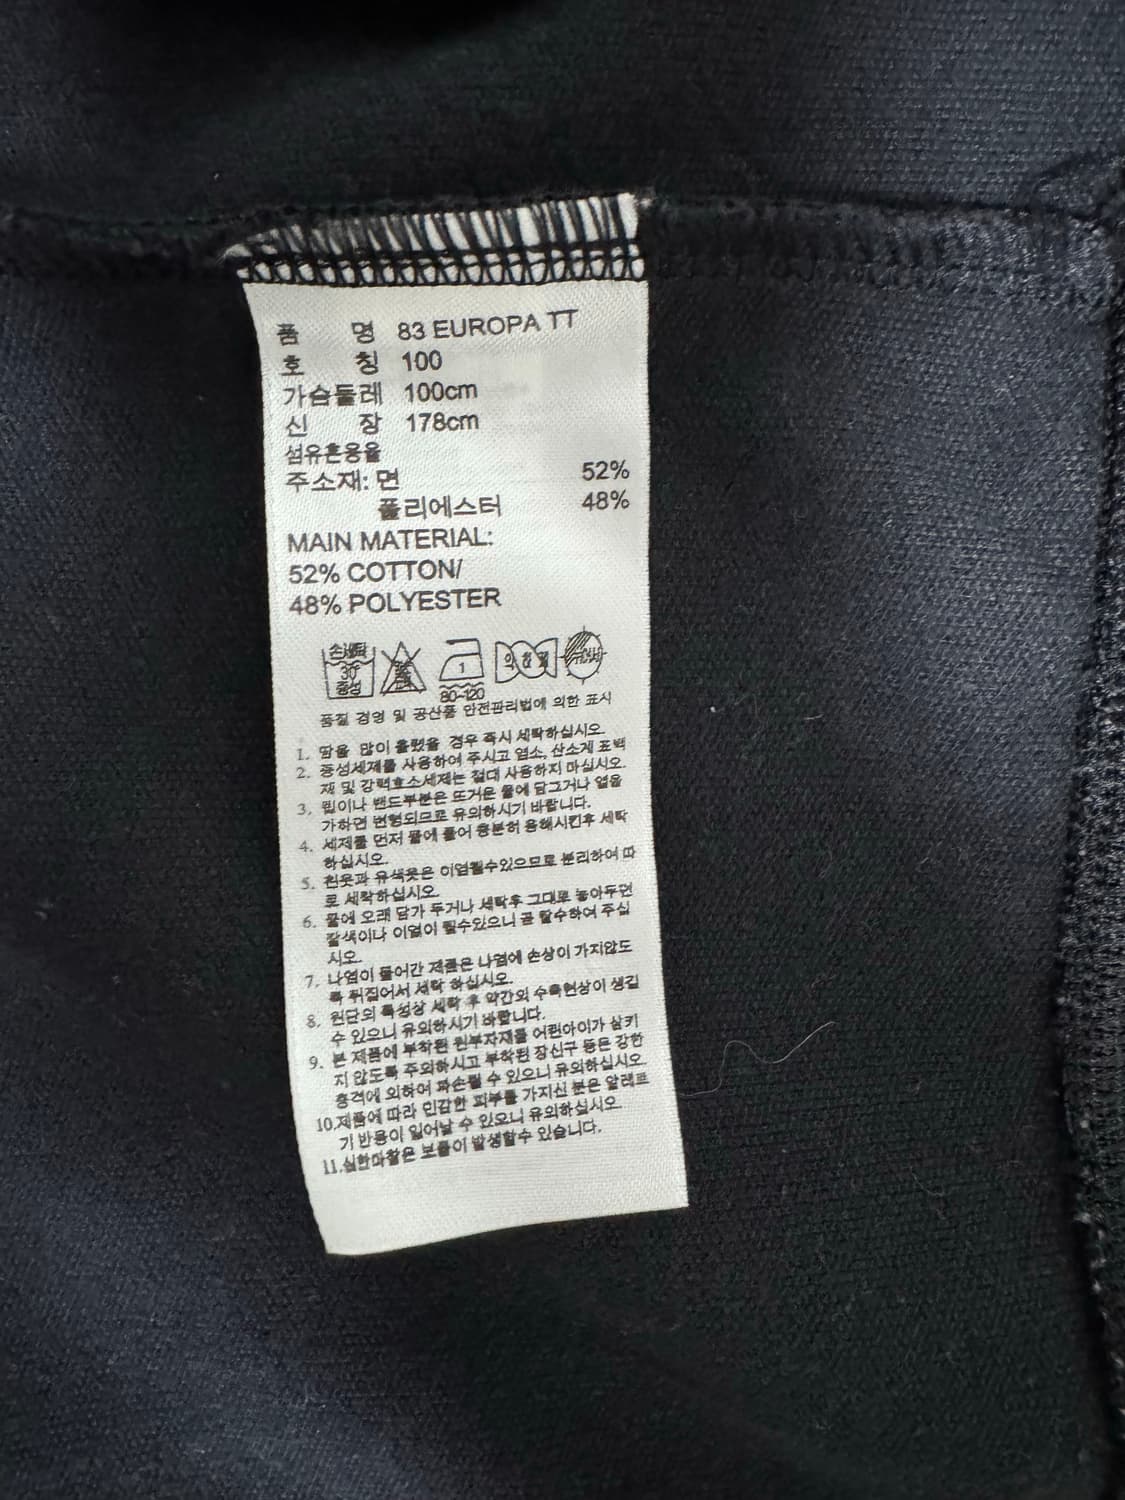 품 명 83 EUROPA TT
호 칭 100
가슴둘레 100cm
신 장 178cm
섬유혼용율
주소재: 면 52%
폴리에스터 48%
MAIN MATERIAL:
52% COTTON/
48% POLYESTER
손세탁
30°
중성
1
80~120
품질 경영 및 공산품 안전관리법에 의한 표시
1. 땀을 많이 흘렸을 경우 즉시 세탁하십시오.
2. 중성세제를 사용하여 주시고 염소, 산소계 표백
제 및 강력효소세제는 절대 사용하지 마십시오.
3. 립이나 밴드부분은 뜨거운 물에 담그거나 열을
가하면 변형되므로 유의하시기 바랍니다.
4. 세제를 먼저 물에 풀어 충분히 용해시킨후 세탁
하십시오.
5. 흰옷과 유색옷은 이염될수있으므로 분리하여 따
로 세탁하십시오.
6. 물에 오래 담가 두거나 세탁후 그대로 놓아두면
탈색이나 이염이 될수있으니 곧 탈수하여 주십
시오.
7. 나염이 들어간 제품은 나염에 손상이 가지않도
록 뒤집어서 세탁 하십시오.
8. 원단의 특성상 세탁 후 약간의 수축현상이 생길
수 있으니 유의하시기 바랍니다.
9. 본 제품에 부착된 원부자재를 어린아이가 삼키
지 않도록 주의하시고 부착된 장신구 등은 강한
충격에 의하여 파손될 수 있으니 유의하십시오.
10.제품에 따라 민감한 피부를 가지신 분은 알레르
기 반응이 일어날 수 있으니 유의하십시오.
11.심한마찰은 보풀이 발생할수 있습니다.